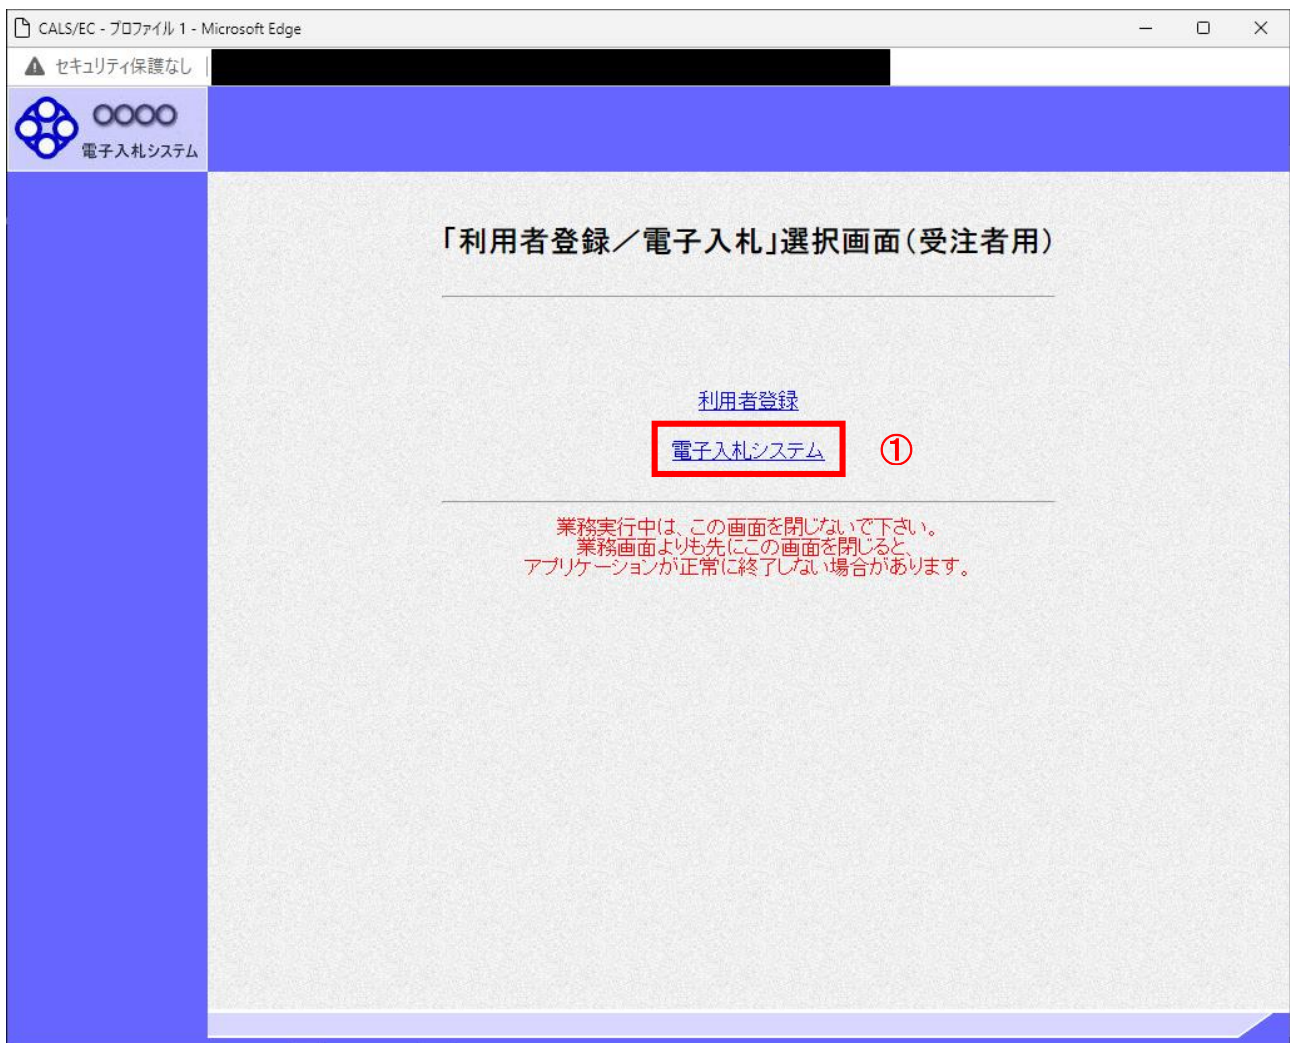 CALS/EC - プロファイル 1 - Microsoft Edge
セキュリティ保護なし
〇〇〇〇
電子入札システム
「利用者登録／電子入札」選択画面(受注者用)
利用者登録
電子入札システム ①
業務実行中は、この画面を閉じないで下さい。
業務画面よりも先にこの画面を閉じると、
アプリケーションが正常に終了しない場合があります。